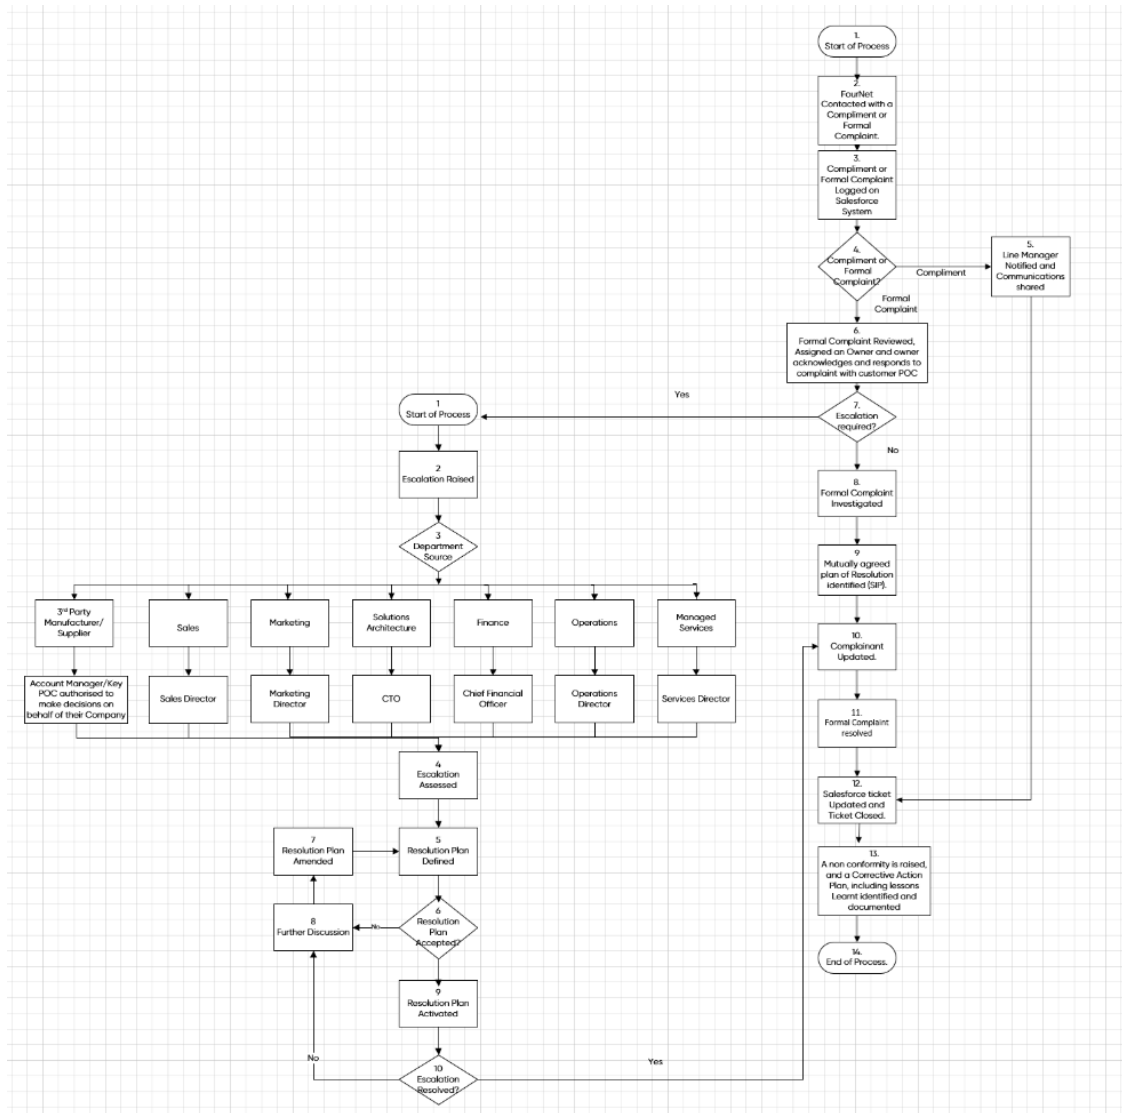 1.
Start of Process
2.
FourNet
Contacted with a
Compliment or
Formal
Complaint.
3.
Compliment or
Formal Complaint
Logged on
Salesforce
System
4.
Compliment or
Formal
Complaint?
Compliment
5.
Line Manager
Notified and
Communications
shared
Formal
Complaint
6.
Formal Complaint Reviewed,
Assigned an Owner and owner
acknowledges and responds to
complaint with customer POC
7.
Escalation
required?
Yes
No
8.
Formal Complaint
Investigated
9
Mutually agreed
plan of Resolution
identified (SIP).
10.
Complainant
Updated.
11.
Formal Complaint
resolved
12.
Salesforce ticket
Updated and
Ticket Closed.
13.
A non conformity is raised,
and a Corrective Action
Plan, including lessons
Learnt identified and
documented
14.
End of Process.
1
Start of Process
2
Escalation Raised
3
Department
Source
3rd Party
Manufacturer/
Supplier
Sales
Marketing
Solutions
Architecture
Finance
Operations
Managed
Services
Account Manager/Key
POC authorised to
make decisions on
behalf of their Company
Sales Director
Marketing
Director
CTO
Chief Financial
Officer
Operations
Director
Services Director
4
Escalation
Assessed
5
Resolution Plan
Defined
6
Resolution
Plan
Accepted?
No
7
Resolution Plan
Amended
8
Further Discussion
9
Resolution Plan
Activated
10
Escalation
Resolved?
No
Yes